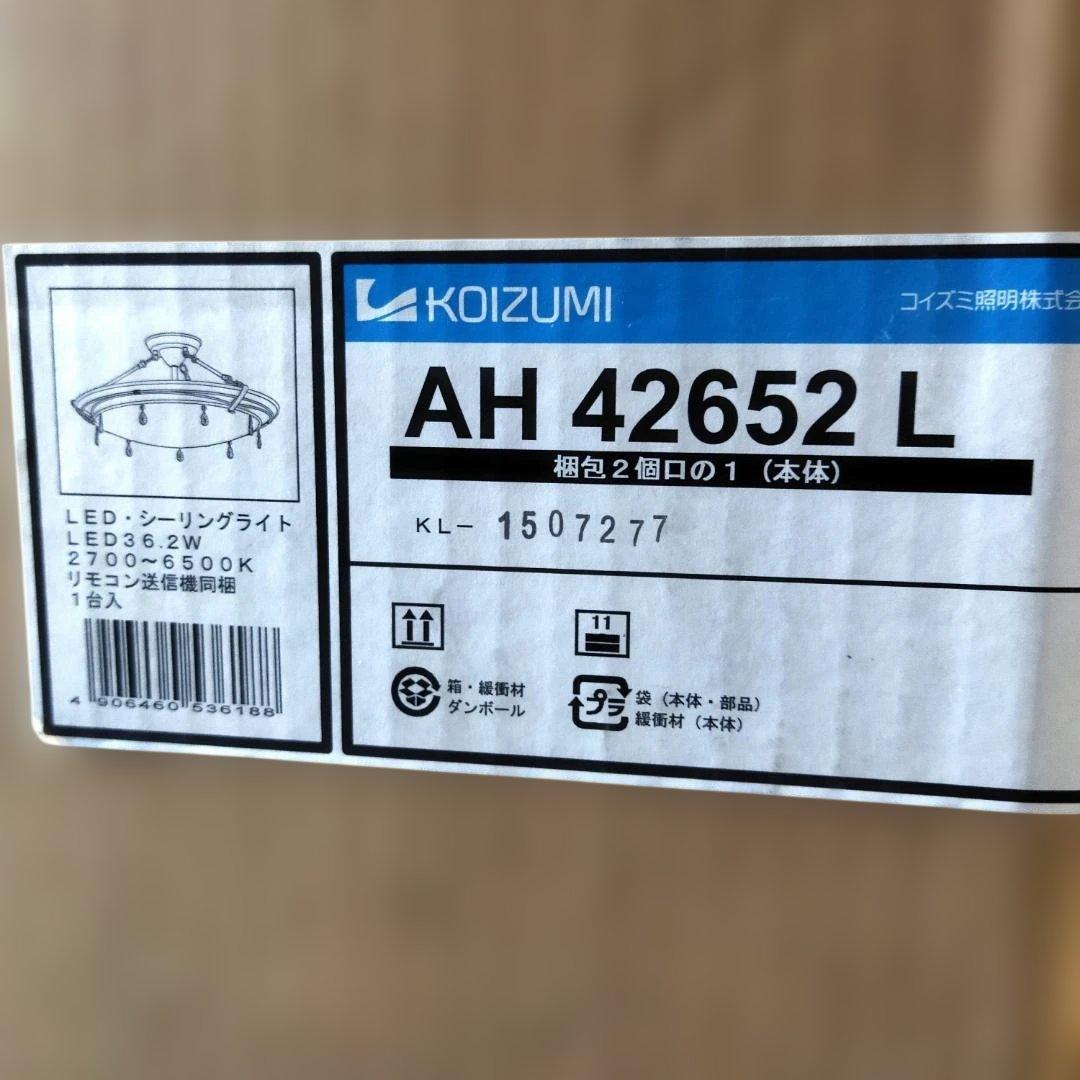 LED・シーリングライト
LED36.2W
2700～6500K
リモコン送信機同梱
1台入
4 906460 536188
KOIZUMI
コイズミ照明株式会
AH 42652 L
梱包2個口の1（本体）
KL- 1507277
11
箱・緩衝材
ダンボール
プラ
袋（本体・部品）
緩衝材（本体）